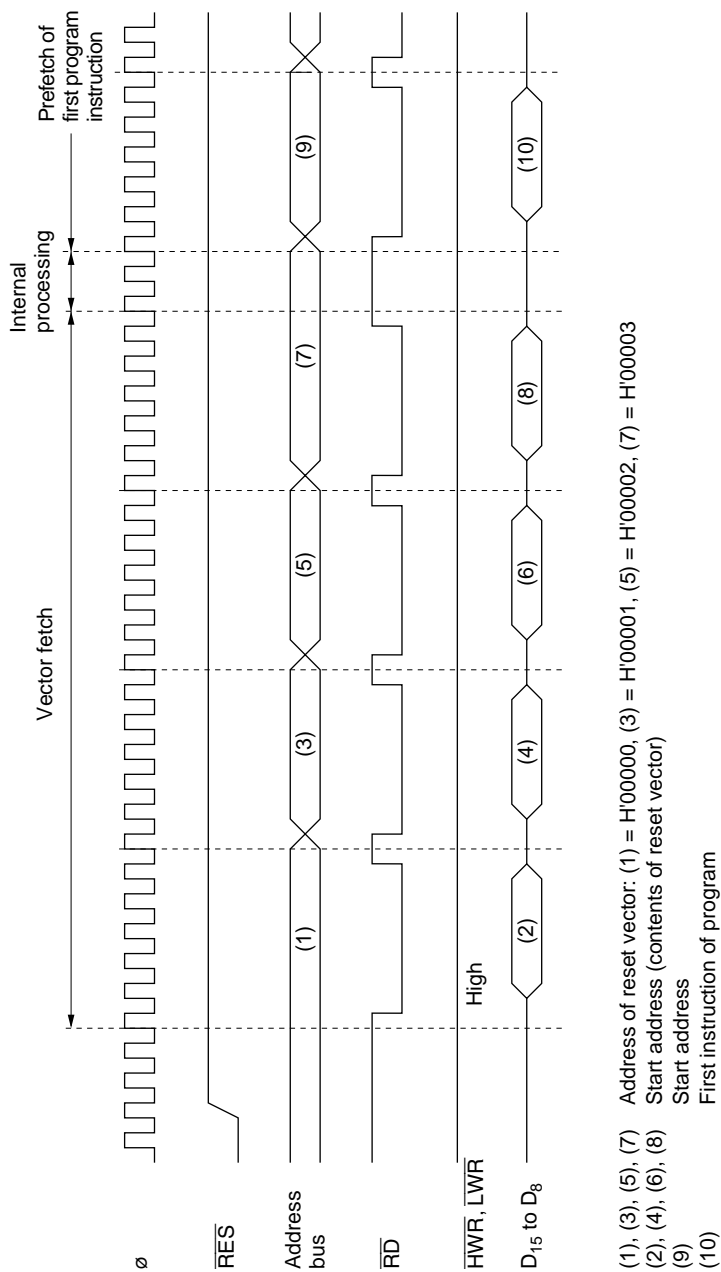 Vector fetch
Internal
processing
Prefetch of
first program
instruction
ø
RES
Address
bus
(1)
(3)
(5)
(7)
(9)
RD
HWR, LWR
High
D15 to D8
(2)
(4)
(6)
(8)
(10)
(1), (3), (5), (7) Address of reset vector: (1) = H'00000, (3) = H'00001, (5) = H'00002, (7) = H'00003
(2), (4), (6), (8) Start address (contents of reset vector)
(9) Start address
(10) First instruction of program